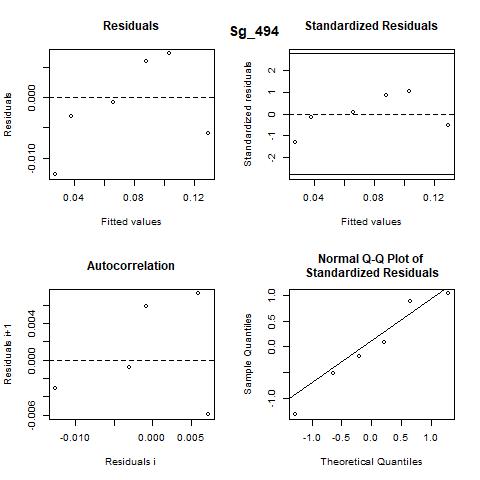 Sg_494
Residuals
Residuals
0.000
-0.010
0.04
0.08
0.12
Fitted values
Standardized Residuals
Standardized residuals
2
1
0
-1
-2
0.04
0.08
0.12
Fitted values
Autocorrelation
Residuals i+1
0.004
0.000
-0.006
-0.010
0.000
0.005
Residuals i
Normal Q-Q Plot of
Standardized Residuals
Sample Quantiles
1.0
0.5
0.0
-1.0
-1.0
-0.5
0.0
0.5
1.0
Theoretical Quantiles